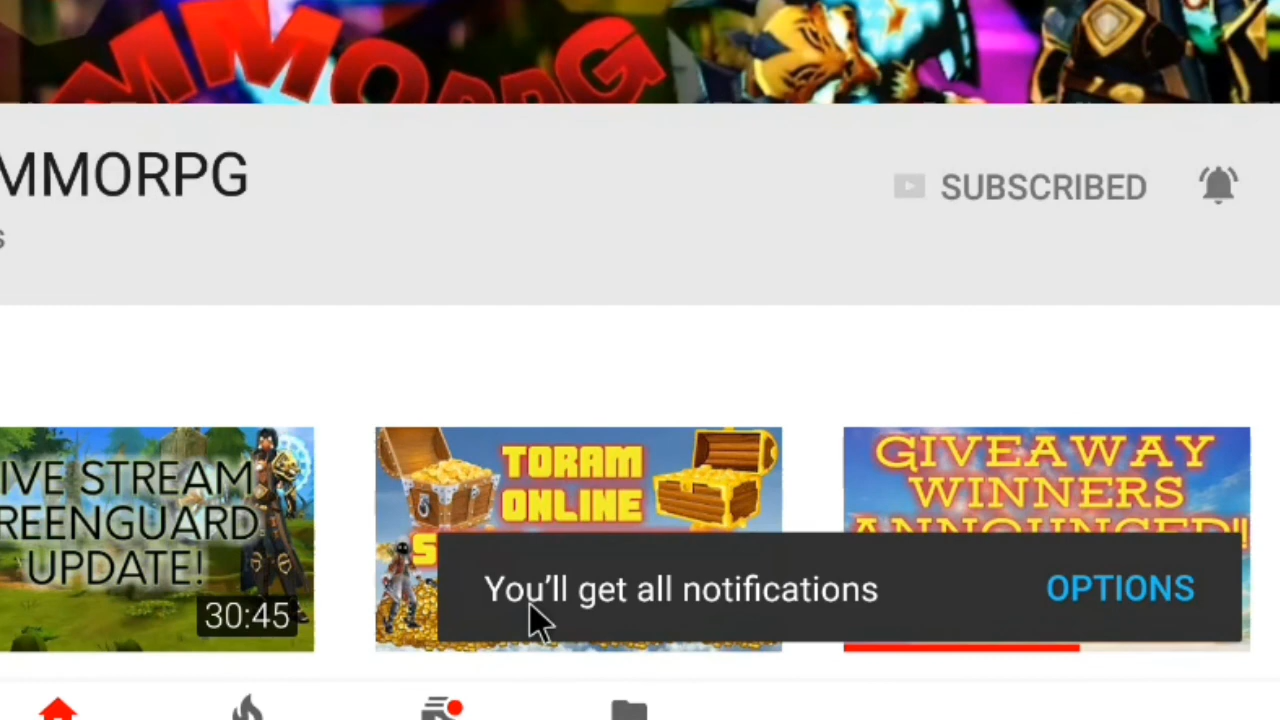 MMORPG
MMORPG
SUBSCRIBED
TORAM
ONLINE
GIVEAWAY
WINNERS
ANNOUNCED!!
IVE STREAM
REENGUARD
UPDATE!
30:45
S
You'll get all notifications
OPTIONS